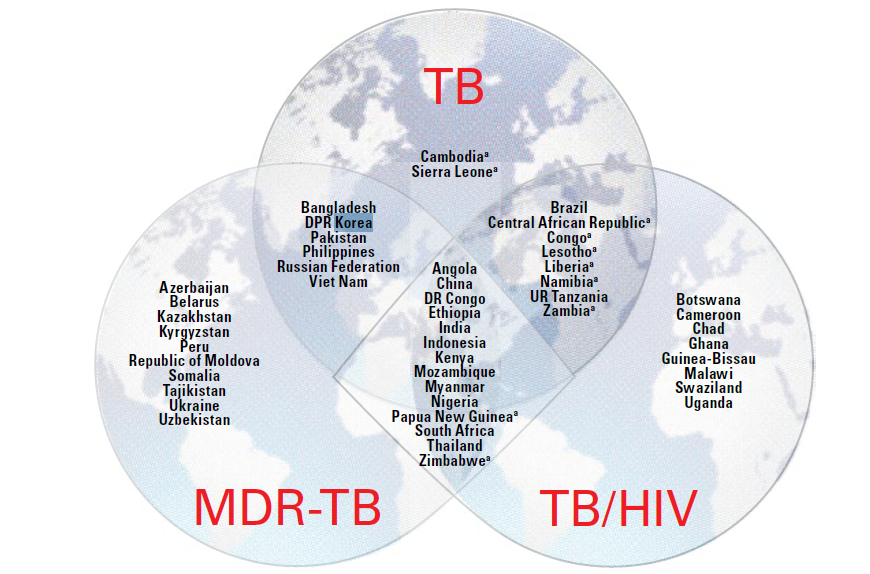 TB
Cambodiaª
Sierra Leoneª
Bangladesh
DPR Korea
Pakistan
Philippines
Russian Federation
Viet Nam
Brazil
Central African Republicª
Congoª
Lesothoª
Liberiaª
Namibiaª
UR Tanzania
Zambiaª
Angola
China
DR Congo
Ethiopia
India
Indonesia
Kenya
Mozambique
Myanmar
Nigeria
Papua New Guineaª
South Africa
Thailand
Zimbabweª
Azerbaijan
Belarus
Kazakhstan
Kyrgyzstan
Peru
Republic of Moldova
Somalia
Tajikistan
Ukraine
Uzbekistan
Botswana
Cameroon
Chad
Ghana
Guinea-Bissau
Malawi
Swaziland
Uganda
MDR-TB
TB/HIV